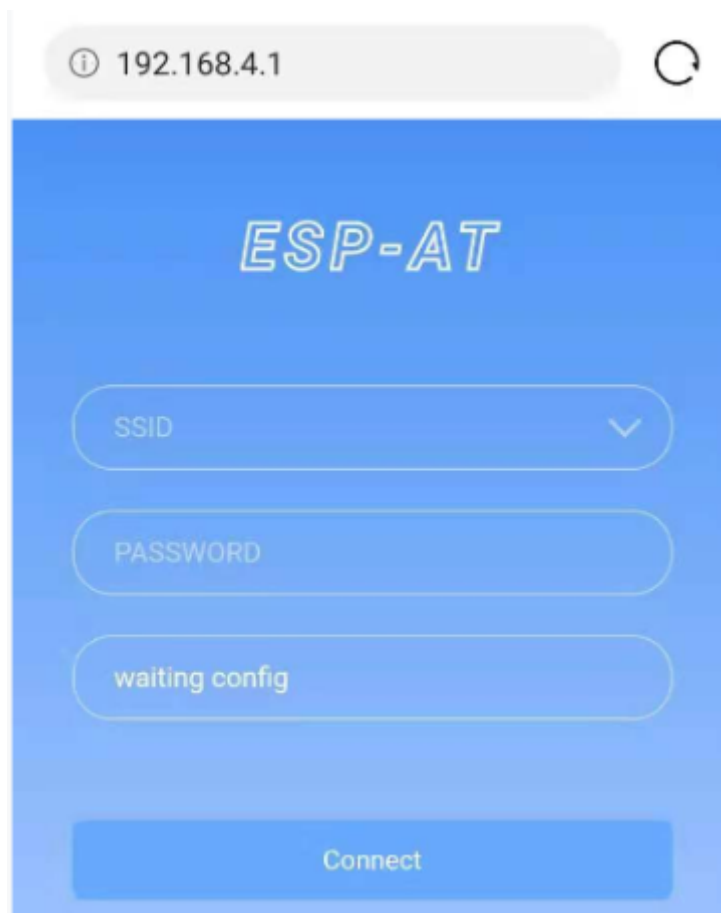 192.168.4.1
ESP-AT
SSID
PASSWORD
waiting config
Connect